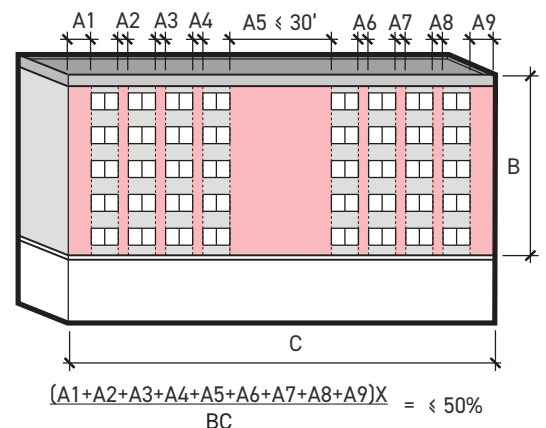 A1 A2 A3 A4 A5 ⩽ 30' A6 A7 A8 A9
B
C
(A1+A2+A3+A4+A5+A6+A7+A8+A9)X
BC
= ⩽ 50%